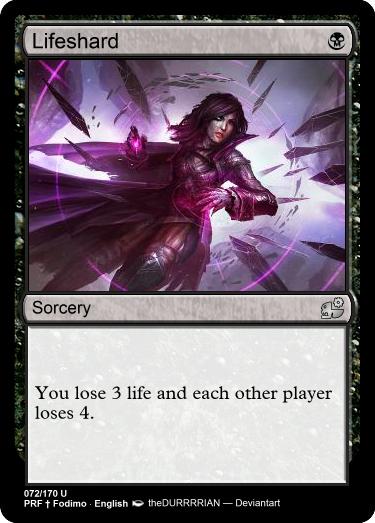 Lifeshard
Sorcery
You lose 3 life and each other player
loses 4.
072/170 U
PRF † Fodimo · English theDURRRRIAN — Deviantart